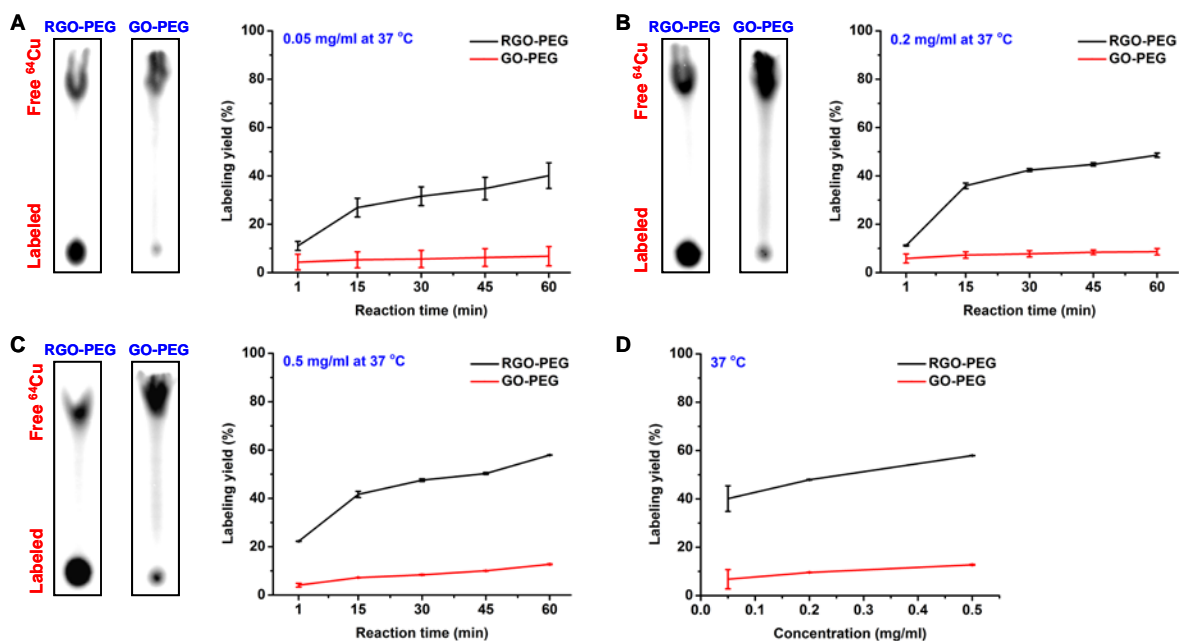 A
RGO-PEG GO-PEG
Free ⁶⁴Cu
Labeled
0.05 mg/ml at 37 °C
RGO-PEG
GO-PEG
Labeling yield (%)
100
80
60
40
20
0
1 15 30 45 60
Reaction time (min)
B
RGO-PEG GO-PEG
Free ⁶⁴Cu
Labeled
0.2 mg/ml at 37 °C
RGO-PEG
GO-PEG
Labeling yield (%)
100
80
60
40
20
0
1 15 30 45 60
Reaction time (min)
C
RGO-PEG GO-PEG
Free ⁶⁴Cu
Labeled
0.5 mg/ml at 37 °C
RGO-PEG
GO-PEG
Labeling yield (%)
100
80
60
40
20
0
1 15 30 45 60
Reaction time (min)
D
37 °C
RGO-PEG
GO-PEG
Labeling yield (%)
100
80
60
40
20
0
0.0 0.1 0.2 0.3 0.4 0.5
Concentration (mg/ml)